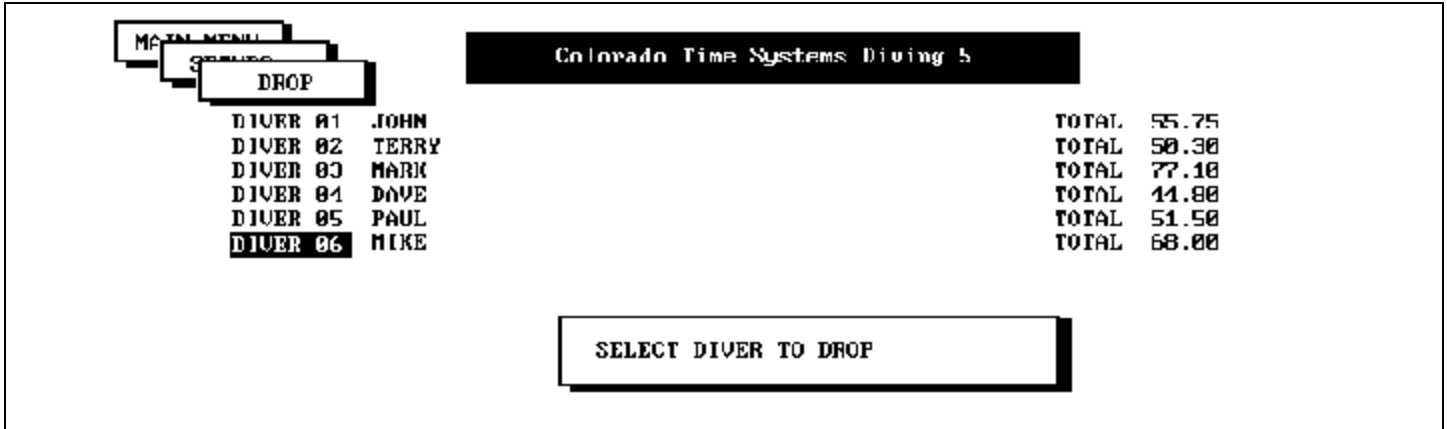 MAIN MENU
DROP
Colorado Time Systems Diving 5
DIVER 01 JOHN TOTAL 55.75
DIVER 02 TERRY TOTAL 50.30
DIVER 03 MARK TOTAL 77.10
DIVER 04 DAVE TOTAL 44.80
DIVER 05 PAUL TOTAL 51.50
DIVER 06 MIKE TOTAL 68.00
SELECT DIVER TO DROP